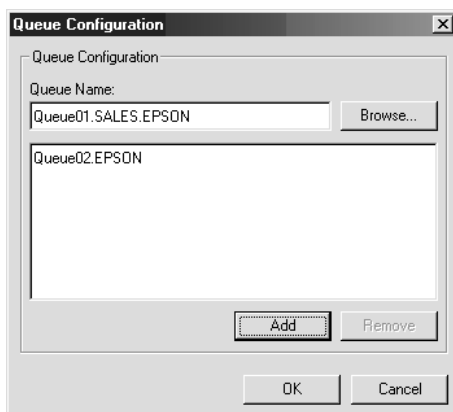 Queue Configuration
Queue Configuration
Queue Name:
Queue01.SALES.EPSON
Browse...
Queue02.EPSON
Add
Remove
OK
Cancel